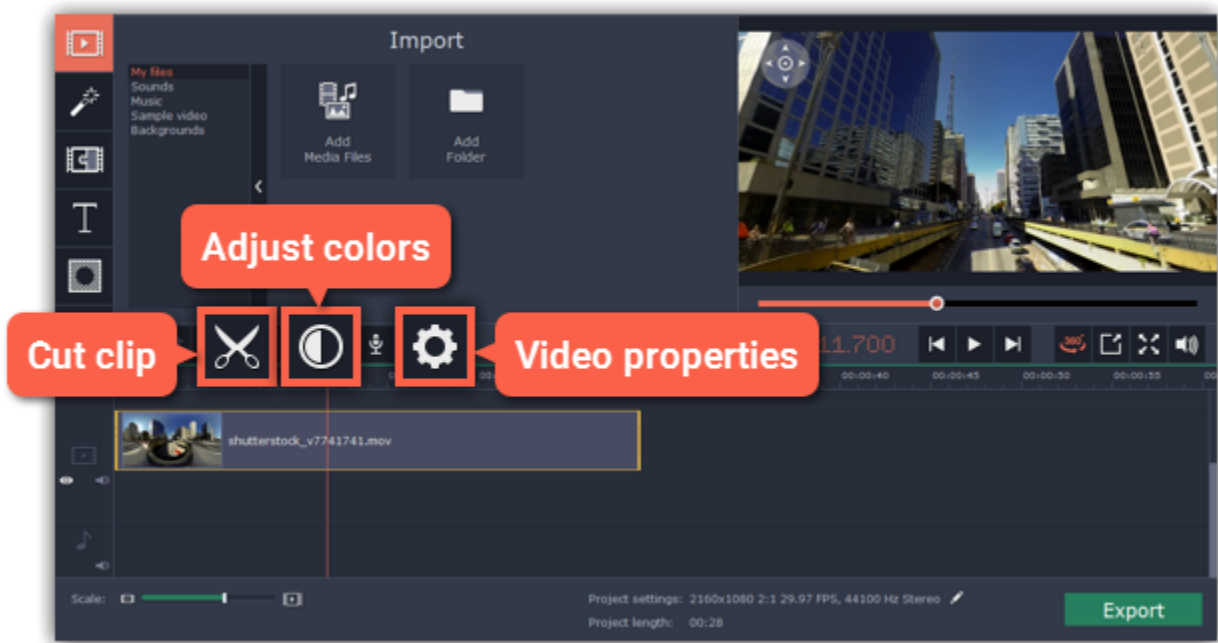 Import
My files
Sounds
Music
Sample video
Backgrounds
Add
Media Files
Add
Folder
T
Adjust colors
Cut clip
Video properties
11.700
360°
00:00:40
00:00:45
00:00:50
00:00:55
shutterstock_v7741741.mov
Scale:
Project settings: 2160x1080 2:1 29.97 FPS, 44100 Hz Stereo
Project length: 00:28
Export